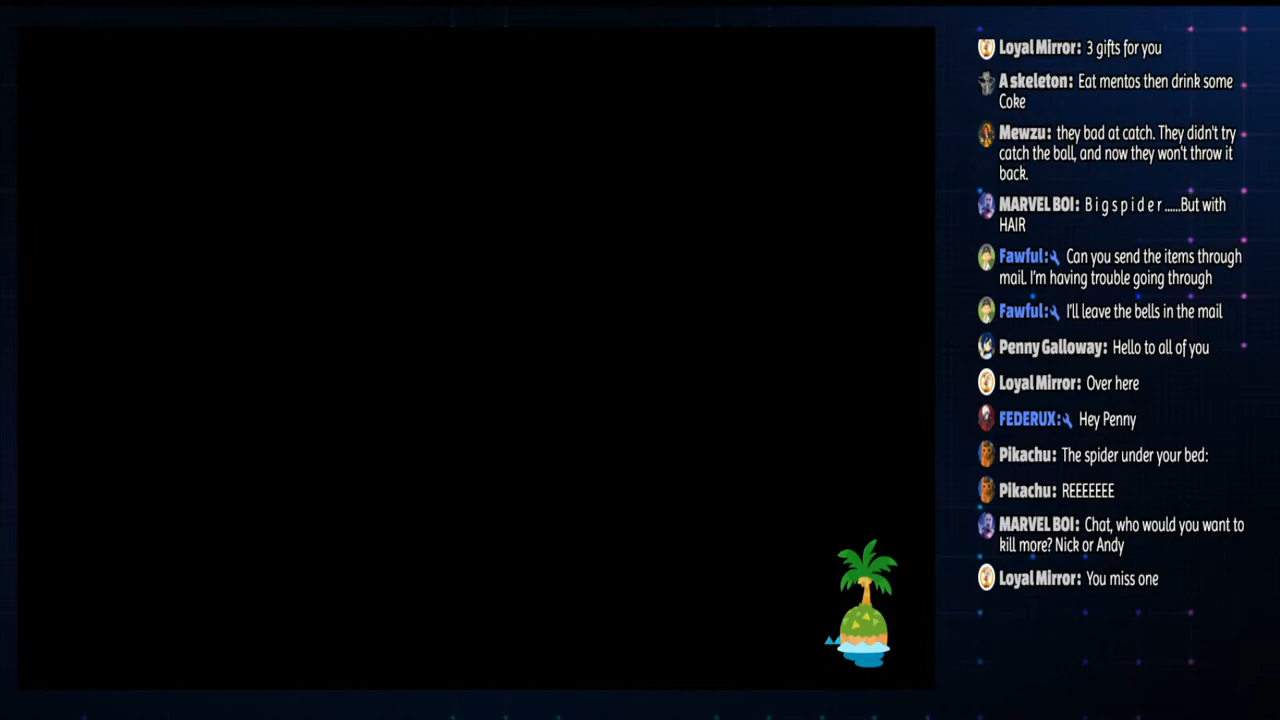 Loyal Mirror: 3 gifts for you
A skeleton: Eat mentos then drink some
Coke
Mewzu: they bad at catch. They didn't try
catch the ball, and now they won't throw it
back.
MARVEL BOI: B i g s p i d e r ......But with
HAIR
Fawful: Can you send the items through
mail. I'm having trouble going through
Fawful: I'll leave the bells in the mail
Penny Galloway: Hello to all of you
Loyal Mirror: Over here
FEDERUX: Hey Penny
Pikachu: The spider under your bed:
Pikachu: REEEEEEE
MARVEL BOI: Chat, who would you want to
kill more? Nick or Andy
Loyal Mirror: You miss one